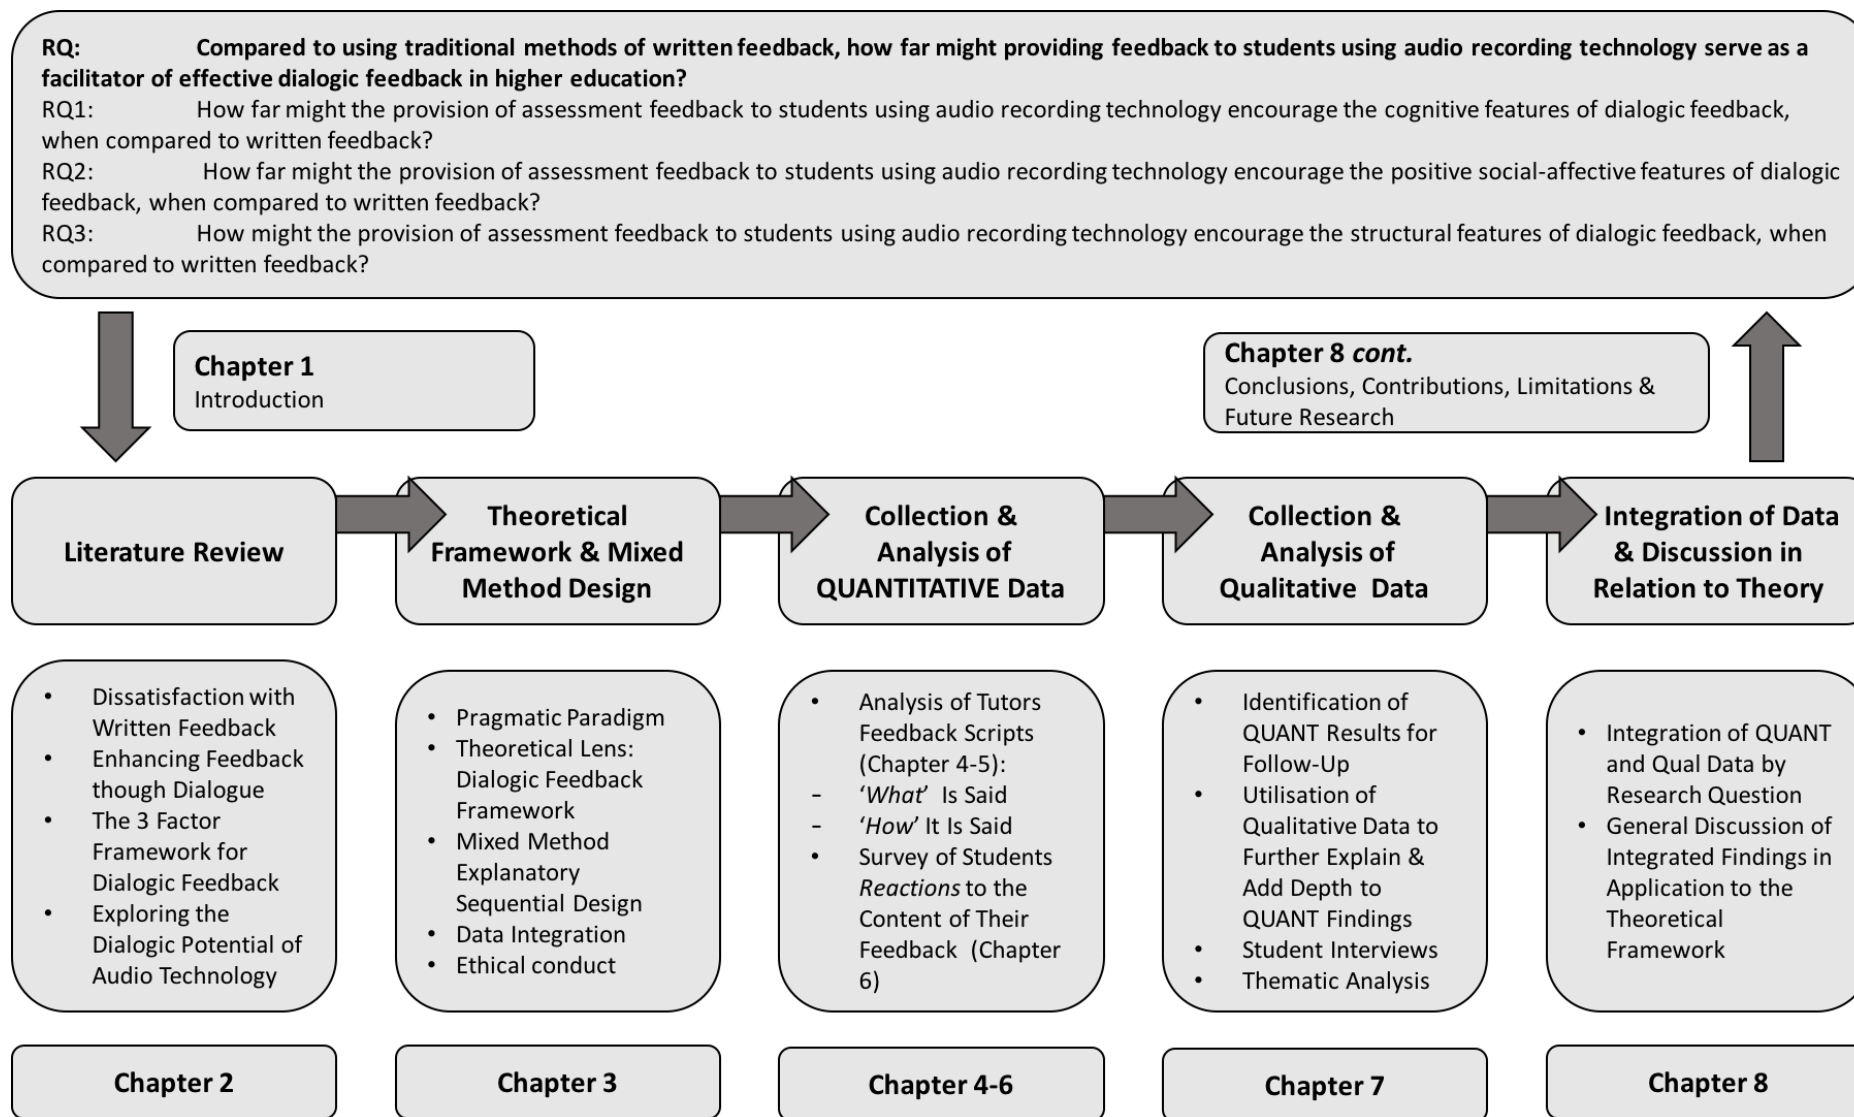 RQ: Compared to using traditional methods of written feedback, how far might providing feedback to students using audio recording technology serve as a
facilitator of effective dialogic feedback in higher education?
RQ1: How far might the provision of assessment feedback to students using audio recording technology encourage the cognitive features of dialogic feedback,
when compared to written feedback?
RQ2: How far might the provision of assessment feedback to students using audio recording technology encourage the positive social-affective features of dialogic
feedback, when compared to written feedback?
RQ3: How might the provision of assessment feedback to students using audio recording technology encourage the structural features of dialogic feedback, when
compared to written feedback?
Chapter 1
Introduction
Chapter 8 cont.
Conclusions, Contributions, Limitations &
Future Research
Literature Review
Theoretical
Framework & Mixed
Method Design
Collection &
Analysis of
QUANTITATIVE Data
Collection &
Analysis of
Qualitative Data
Integration of Data
& Discussion in
Relation to Theory
• Dissatisfaction with
Written Feedback
• Enhancing Feedback
though Dialogue
• The 3 Factor
Framework for
Dialogic Feedback
• Exploring the
Dialogic Potential of
Audio Technology
• Pragmatic Paradigm
• Theoretical Lens:
Dialogic Feedback
Framework
• Mixed Method
Explanatory
Sequential Design
• Data Integration
• Ethical conduct
• Analysis of Tutors
Feedback Scripts
(Chapter 4-5):
- ‘What’ Is Said
- ‘How’ It Is Said
• Survey of Students
Reactions to the
Content of Their
Feedback (Chapter
6)
• Identification of
QUANT Results for
Follow-Up
• Utilisation of
Qualitative Data to
Further Explain &
Add Depth to
QUANT Findings
• Student Interviews
• Thematic Analysis
• Integration of QUANT
and Qual Data by
Research Question
• General Discussion of
Integrated Findings in
Application to the
Theoretical
Framework
Chapter 2
Chapter 3
Chapter 4-6
Chapter 7
Chapter 8